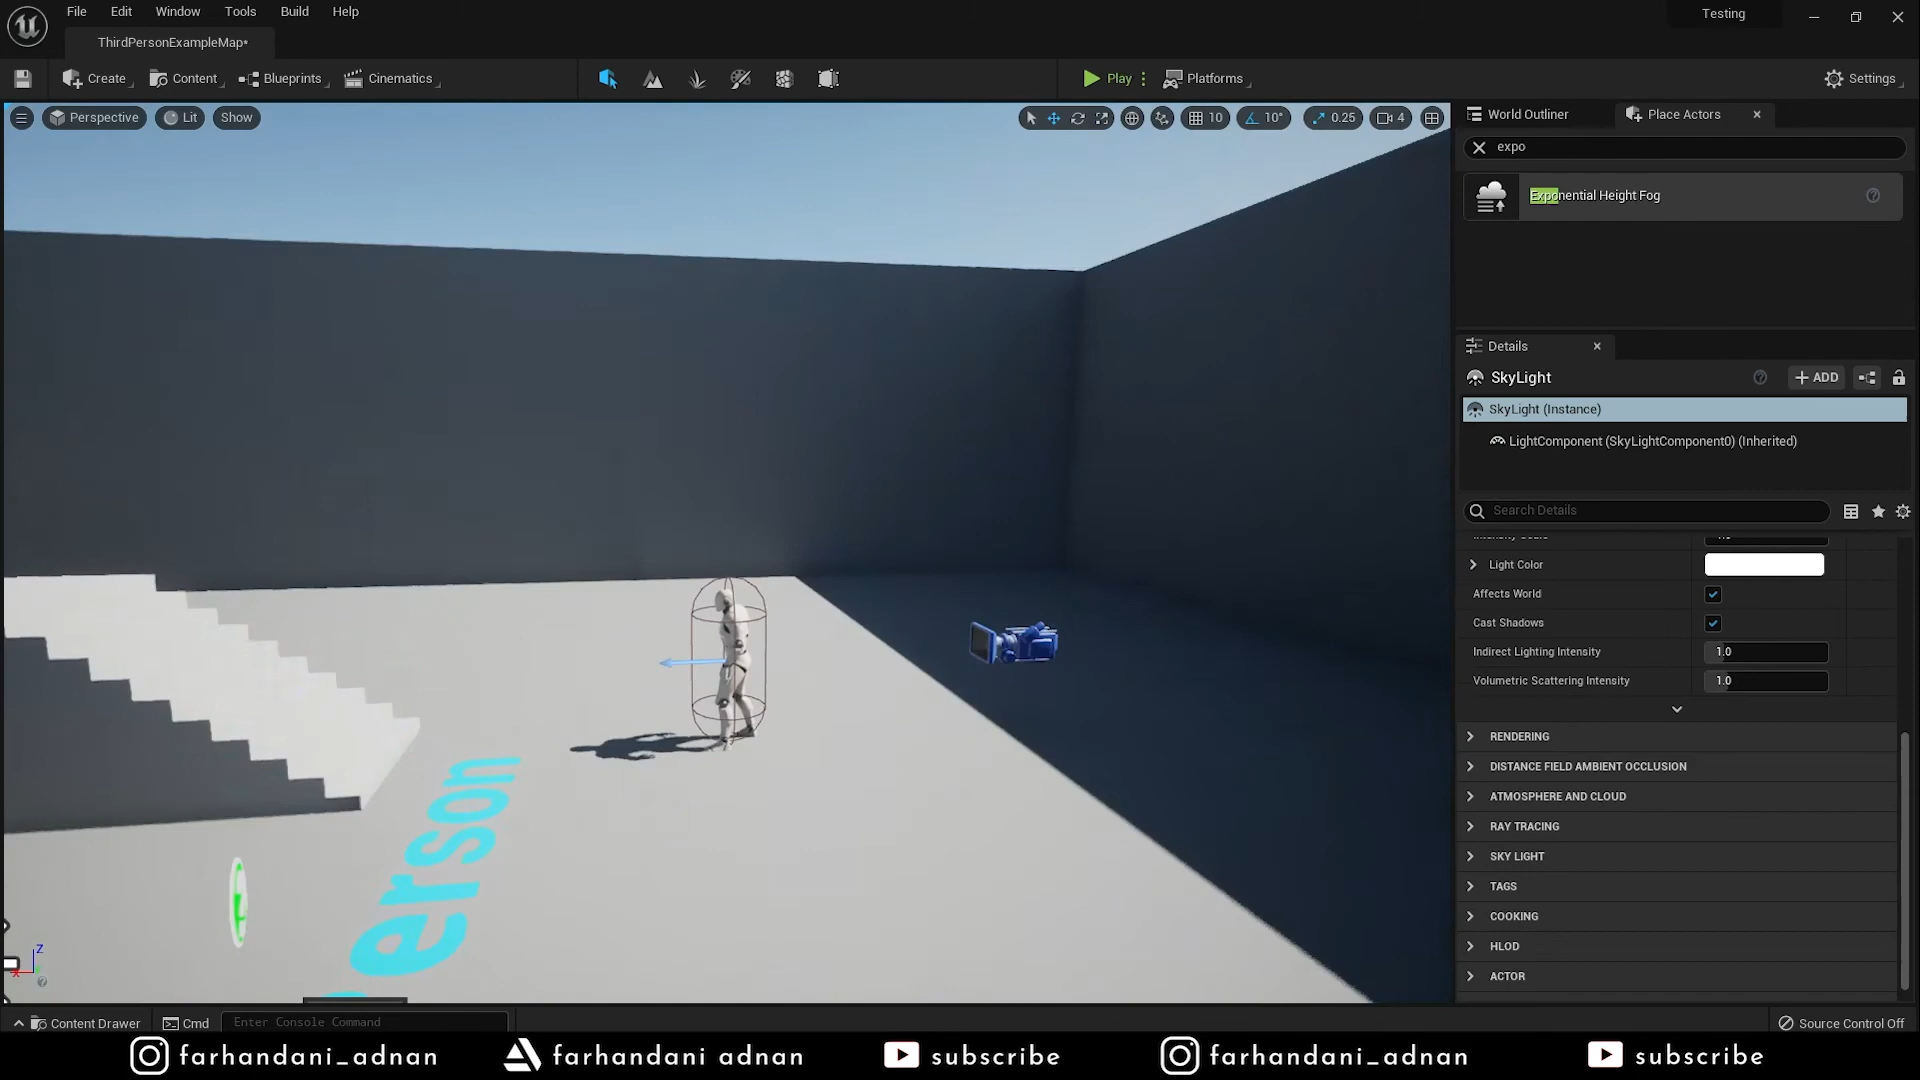 File Edit Window Tools Build Help
Testing
ThirdPersonExampleMap*
Create Content Blueprints Cinematics
Play Platforms
Settings
Perspective Lit Show
10 10° 0.25 4
World Outliner
Place Actors
expo
Exponential Height Fog
Details
SkyLight
ADD
SkyLight (Instance)
LightComponent (SkyLightComponent0) (Inherited)
Search Details
Light Color
Affects World
Cast Shadows
Indirect Lighting Intensity 1.0
Volumetric Scattering Intensity 1.0
RENDERING
DISTANCE FIELD AMBIENT OCCLUSION
ATMOSPHERE AND CLOUD
RAY TRACING
SKY LIGHT
TAGS
COOKING
HLOD
ACTOR
erson
Z
X
Content Drawer Cmd Enter Console Command
Source Control Off
farhandani_adnan farhandani adnan subscribe farhandani_adnan subscribe